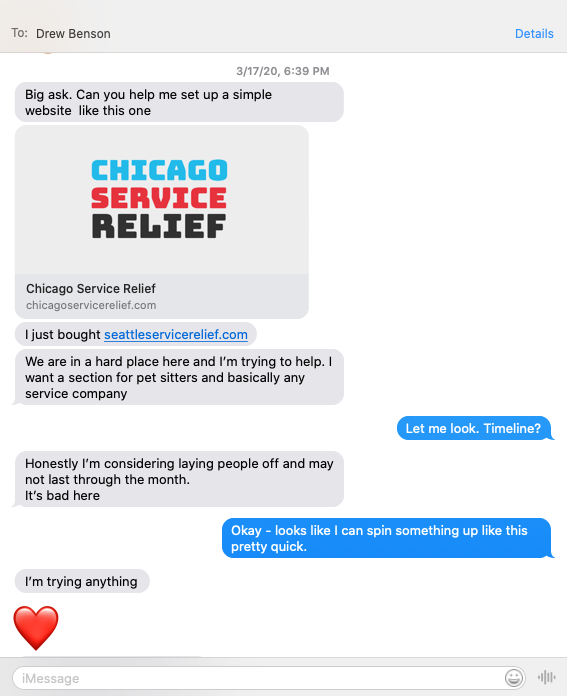 To: Drew Benson
Details
3/17/20, 6:39 PM
Big ask. Can you help me set up a simple
website like this one
CHICAGO
SERVICE
RELIEF
Chicago Service Relief
chicagoservicerelief.com
I just bought seattleservicerelief.com
We are in a hard place here and I'm trying to help. I
want a section for pet sitters and basically any
service company
Let me look. Timeline?
Honestly I'm considering laying people off and may
not last through the month.
It's bad here
Okay - looks like I can spin something up like this
pretty quick.
I'm trying anything
iMessage